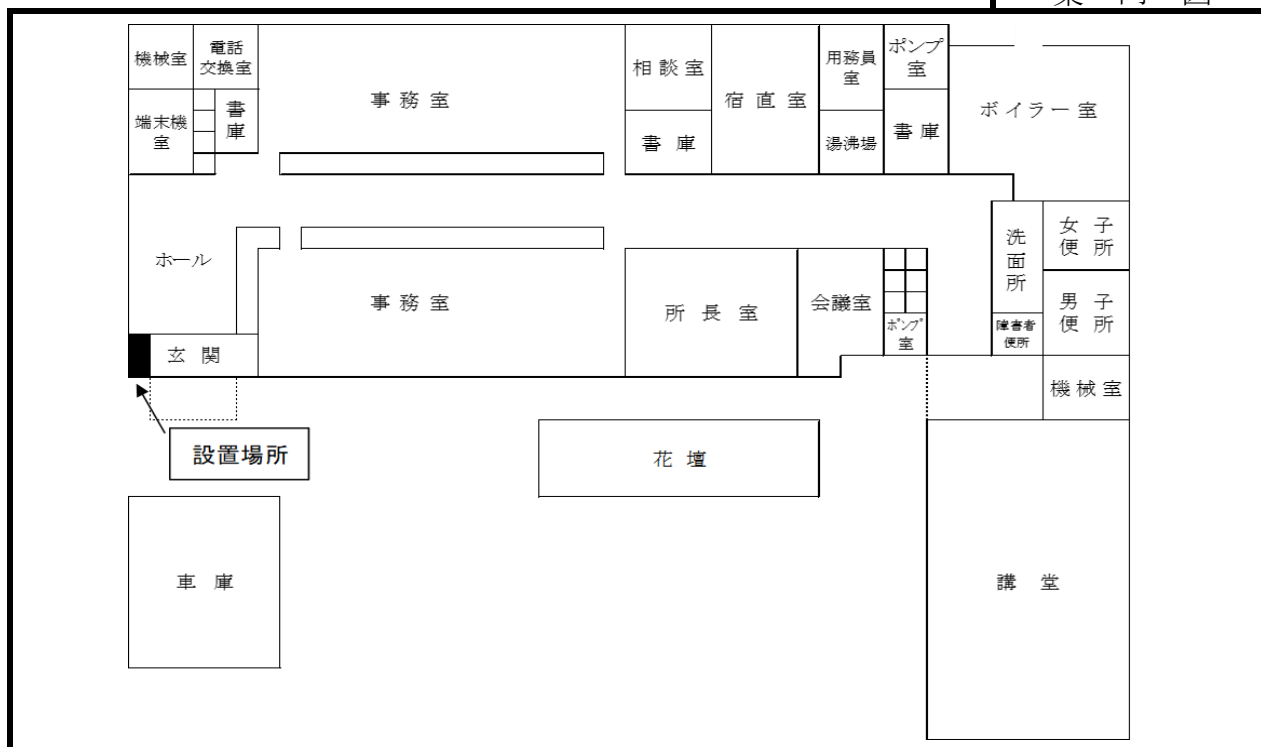 案 内 図
機械室
電話
交換室
事 務 室
相 談 室
宿 直 室
用務員
室
ポンプ
室
ボイラー室
端末機
室
書
庫
書 庫
湯沸場
書 庫
ホール
事 務 室
所 長 室
会議室
ポンプ
室
洗
面
所
女 子
便 所
男 子
便 所
障害者
便所
玄 関
機 械 室
設置場所
花 壇
車 庫
講 堂